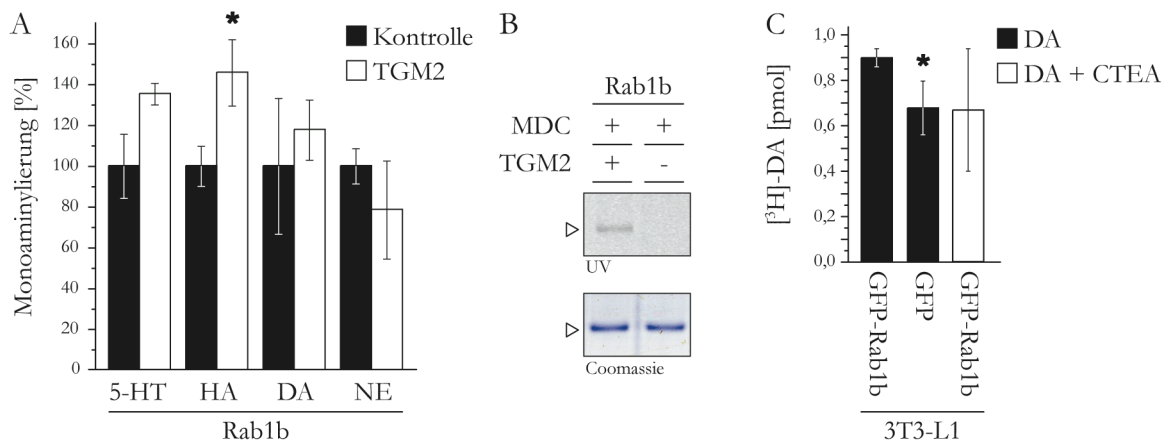 A
Monoaminylierung [%]
160
140
120
100
80
60
40
20
0
*
Kontrolle
TGM2
5-HT HA DA NE
Rab1b
B
Rab1b
MDC + +
TGM2 + -
UV
Coomassie
C
[³H]-DA [pmol]
1,0
0,8
0,6
0,4
0,2
0,0
*
DA
DA + CTEA
GFP-Rab1b
GFP
GFP-Rab1b
3T3-L1